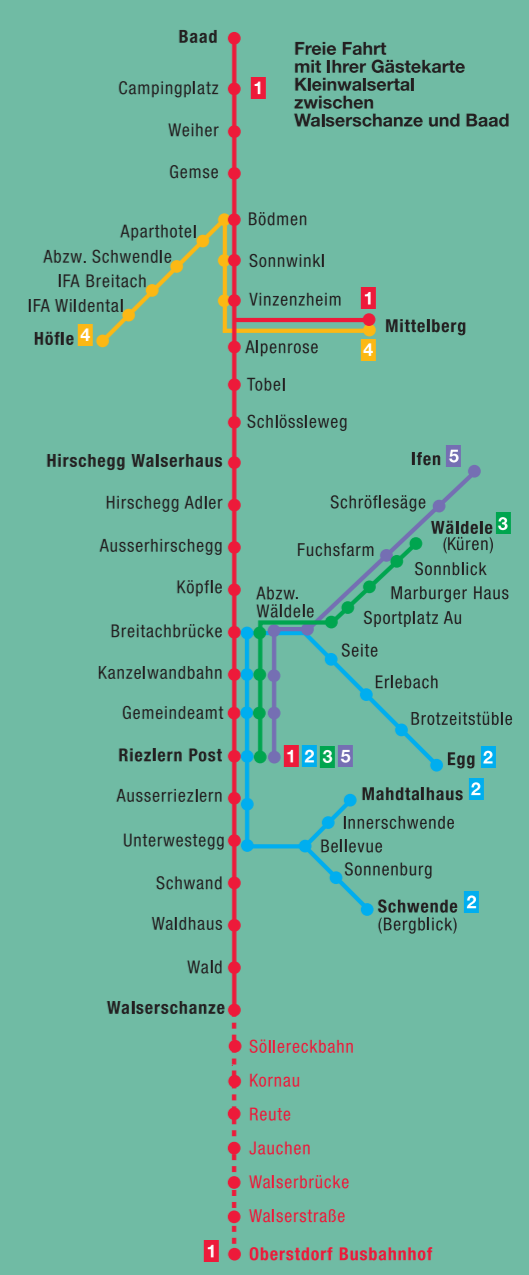 Baad
Freie Fahrt
mit Ihrer Gästekarte
Kleinwalsertal
zwischen
Walserschanze und Baad
Campingplatz
1
Weiher
Gemse
Bödmen
Aparthotel
Abzw. Schwendle
Sonnwinkl
IFA Breitach
IFA Wildental
Vinzenzheim
1
Höfle 4
Mittelberg
Alpenrose
4
Tobel
Schlössleweg
Hirschegg Walserhaus
Ifen 5
Hirschegg Adler
Schröflesäge
Wäldele 3
(Küren)
Ausserhirschegg
Fuchsfarm
Sonnblick
Köpfle
Abzw.
Wäldele
Marburger Haus
Sportplatz Au
Breitachbrücke
Seite
Kanzelwandbahn
Erlebach
Gemeindeamt
Brotzeitstüble
Riezlern Post
1 2 3 5
Egg 2
Ausserriezlern
Mahdtalhaus 2
Innerschwende
Unterwestegg
Bellevue
Sonnenburg
Schwand
Schwende 2
(Bergblick)
Waldhaus
Wald
Walserschanze
Söllereckbahn
Kornau
Reute
Jauchen
Walserbrücke
Walserstraße
1 Oberstdorf Busbahnhof